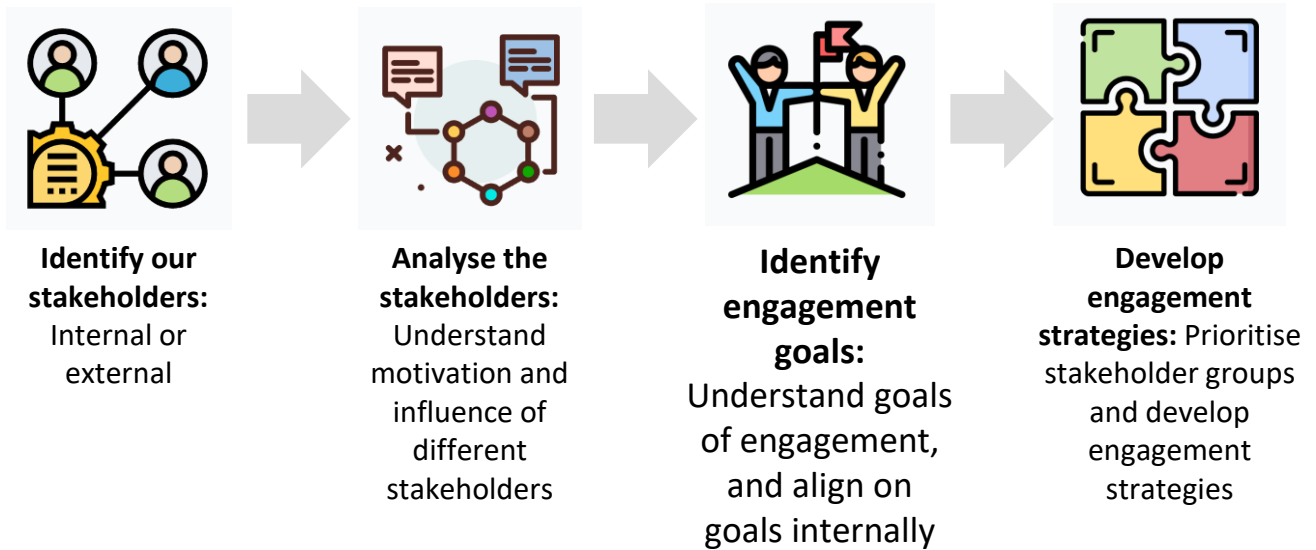 Identify our
stakeholders:
Internal or
external
Analyse the
stakeholders:
Understand
motivation and
influence of
different
stakeholders
Identify
engagement
goals:
Understand goals
of engagement,
and align on
goals internally
Develop
engagement
strategies: Prioritise
stakeholder groups
and develop
engagement
strategies